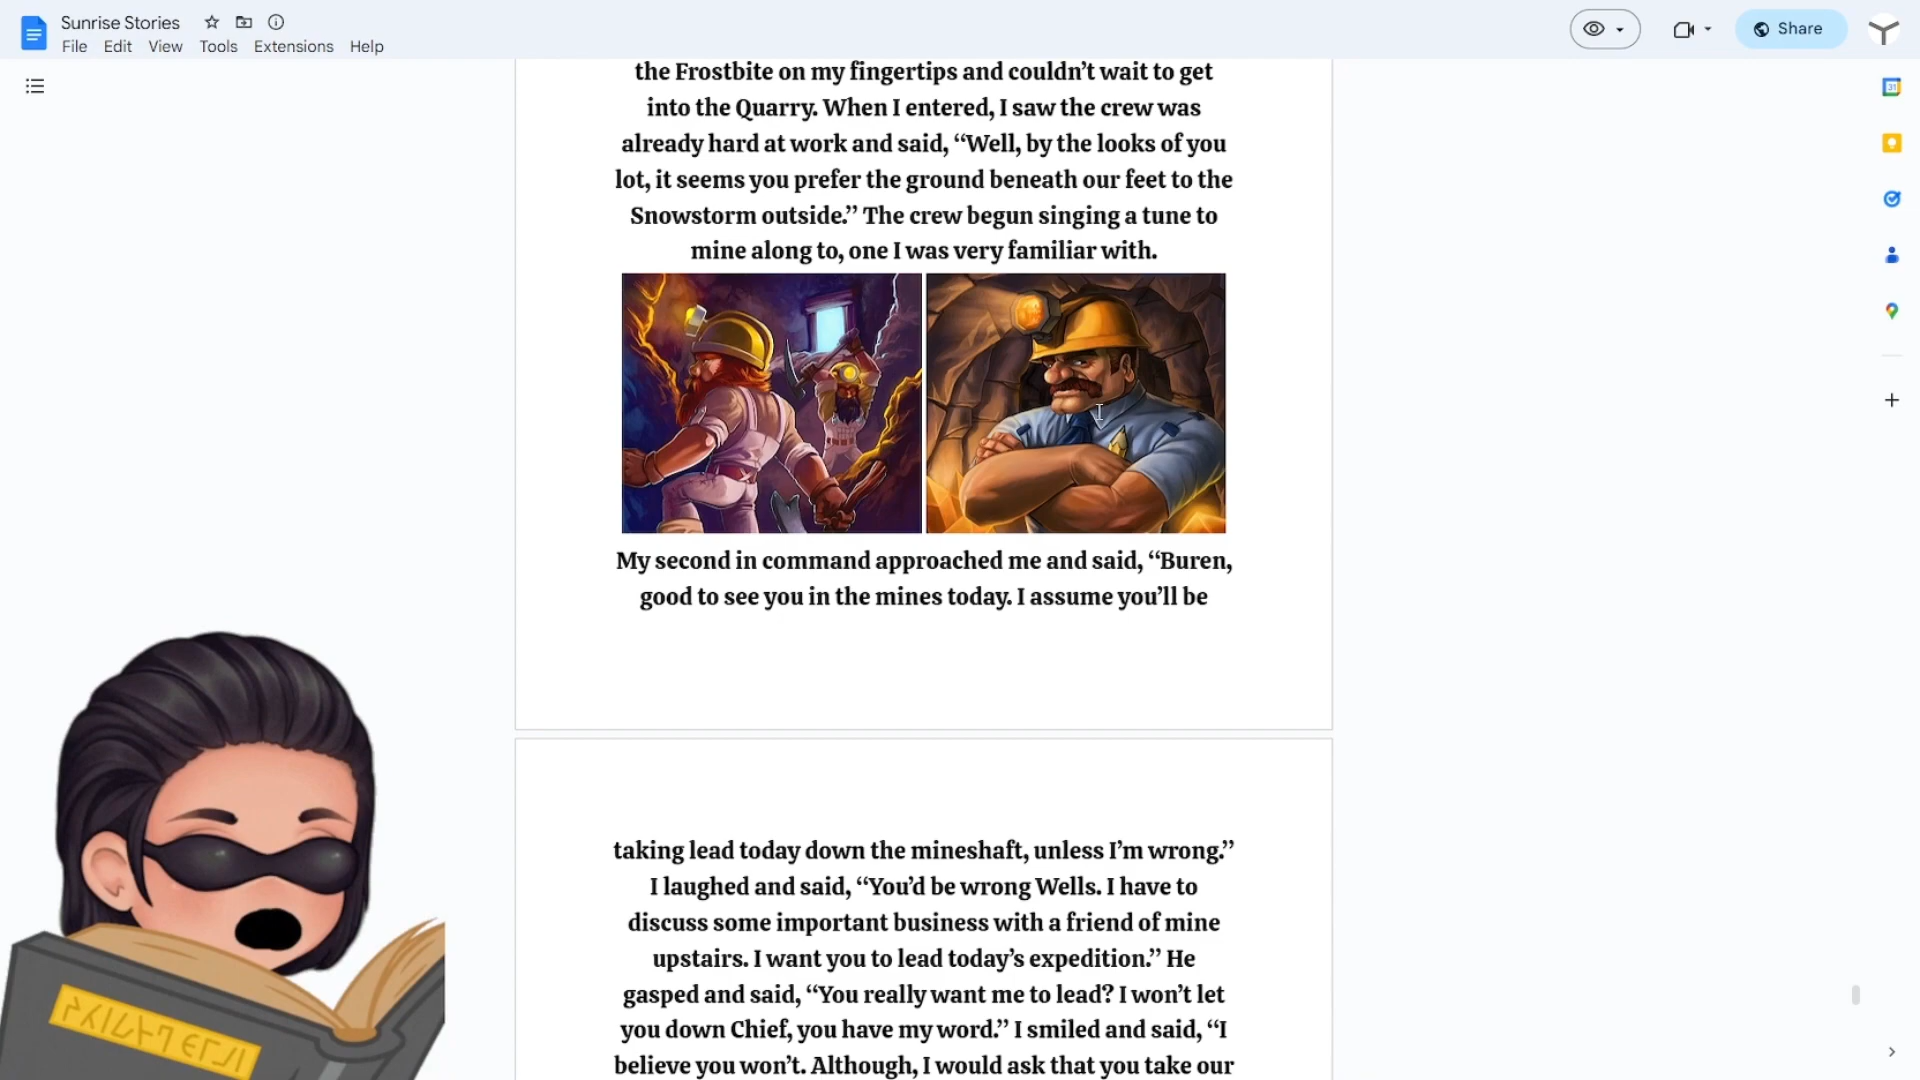 Sunrise Stories
File Edit View Tools Extensions Help
Share
31
the Frostbite on my fingertips and couldn’t wait to get
into the Quarry. When I entered, I saw the crew was
already hard at work and said, “Well, by the looks of you
lot, it seems you prefer the ground beneath our feet to the
Snowstorm outside.” The crew begun singing a tune to
mine along to, one I was very familiar with.
My second in command approached me and said, “Buren,
good to see you in the mines today. I assume you’ll be
taking lead today down the mineshaft, unless I’m wrong.”
I laughed and said, “You’d be wrong Wells. I have to
discuss some important business with a friend of mine
upstairs. I want you to lead today’s expedition.” He
gasped and said, “You really want me to lead? I won’t let
you down Chief, you have my word.” I smiled and said, “I
believe you won’t. Although, I would ask that you take our